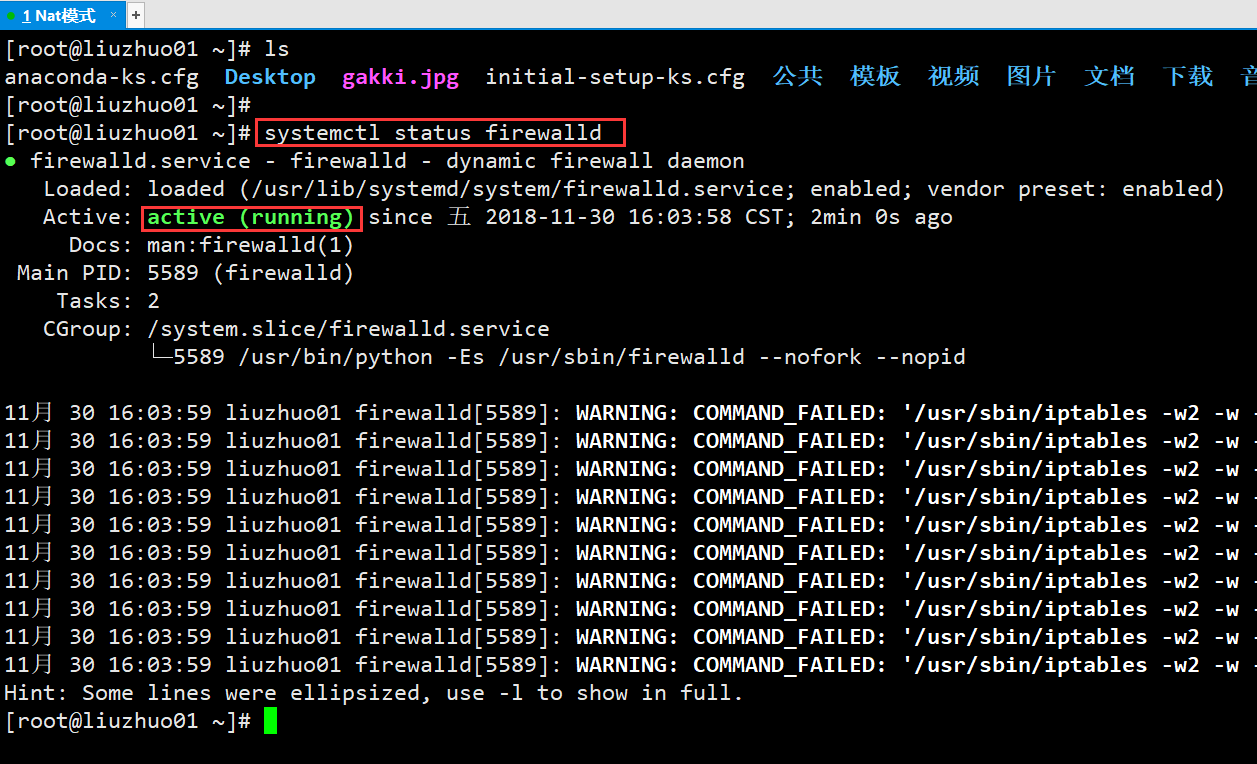 1 Nat模式 × +
[root@liuzhuo01 ~]# ls
anaconda-ks.cfg Desktop gakki.jpg initial-setup-ks.cfg 公共 模板 视频 图片 文档 下载 音
[root@liuzhuo01 ~]#
[root@liuzhuo01 ~]# systemctl status firewalld
● firewalld.service - firewalld - dynamic firewall daemon
Loaded: loaded (/usr/lib/systemd/system/firewalld.service; enabled; vendor preset: enabled)
Active: active (running) since 五 2018-11-30 16:03:58 CST; 2min 0s ago
Docs: man:firewalld(1)
Main PID: 5589 (firewalld)
Tasks: 2
CGroup: /system.slice/firewalld.service
└─5589 /usr/bin/python -Es /usr/sbin/firewalld --nofork --nopid
11月 30 16:03:59 liuzhuo01 firewalld[5589]: WARNING: COMMAND_FAILED: '/usr/sbin/iptables -w2 -w -
11月 30 16:03:59 liuzhuo01 firewalld[5589]: WARNING: COMMAND_FAILED: '/usr/sbin/iptables -w2 -w -
11月 30 16:03:59 liuzhuo01 firewalld[5589]: WARNING: COMMAND_FAILED: '/usr/sbin/iptables -w2 -w -
11月 30 16:03:59 liuzhuo01 firewalld[5589]: WARNING: COMMAND_FAILED: '/usr/sbin/iptables -w2 -w -
11月 30 16:03:59 liuzhuo01 firewalld[5589]: WARNING: COMMAND_FAILED: '/usr/sbin/iptables -w2 -w -
11月 30 16:03:59 liuzhuo01 firewalld[5589]: WARNING: COMMAND_FAILED: '/usr/sbin/iptables -w2 -w -
11月 30 16:03:59 liuzhuo01 firewalld[5589]: WARNING: COMMAND_FAILED: '/usr/sbin/iptables -w2 -w -
11月 30 16:03:59 liuzhuo01 firewalld[5589]: WARNING: COMMAND_FAILED: '/usr/sbin/iptables -w2 -w -
11月 30 16:03:59 liuzhuo01 firewalld[5589]: WARNING: COMMAND_FAILED: '/usr/sbin/iptables -w2 -w -
11月 30 16:03:59 liuzhuo01 firewalld[5589]: WARNING: COMMAND_FAILED: '/usr/sbin/iptables -w2 -w -
Hint: Some lines were ellipsized, use -l to show in full.
[root@liuzhuo01 ~]#